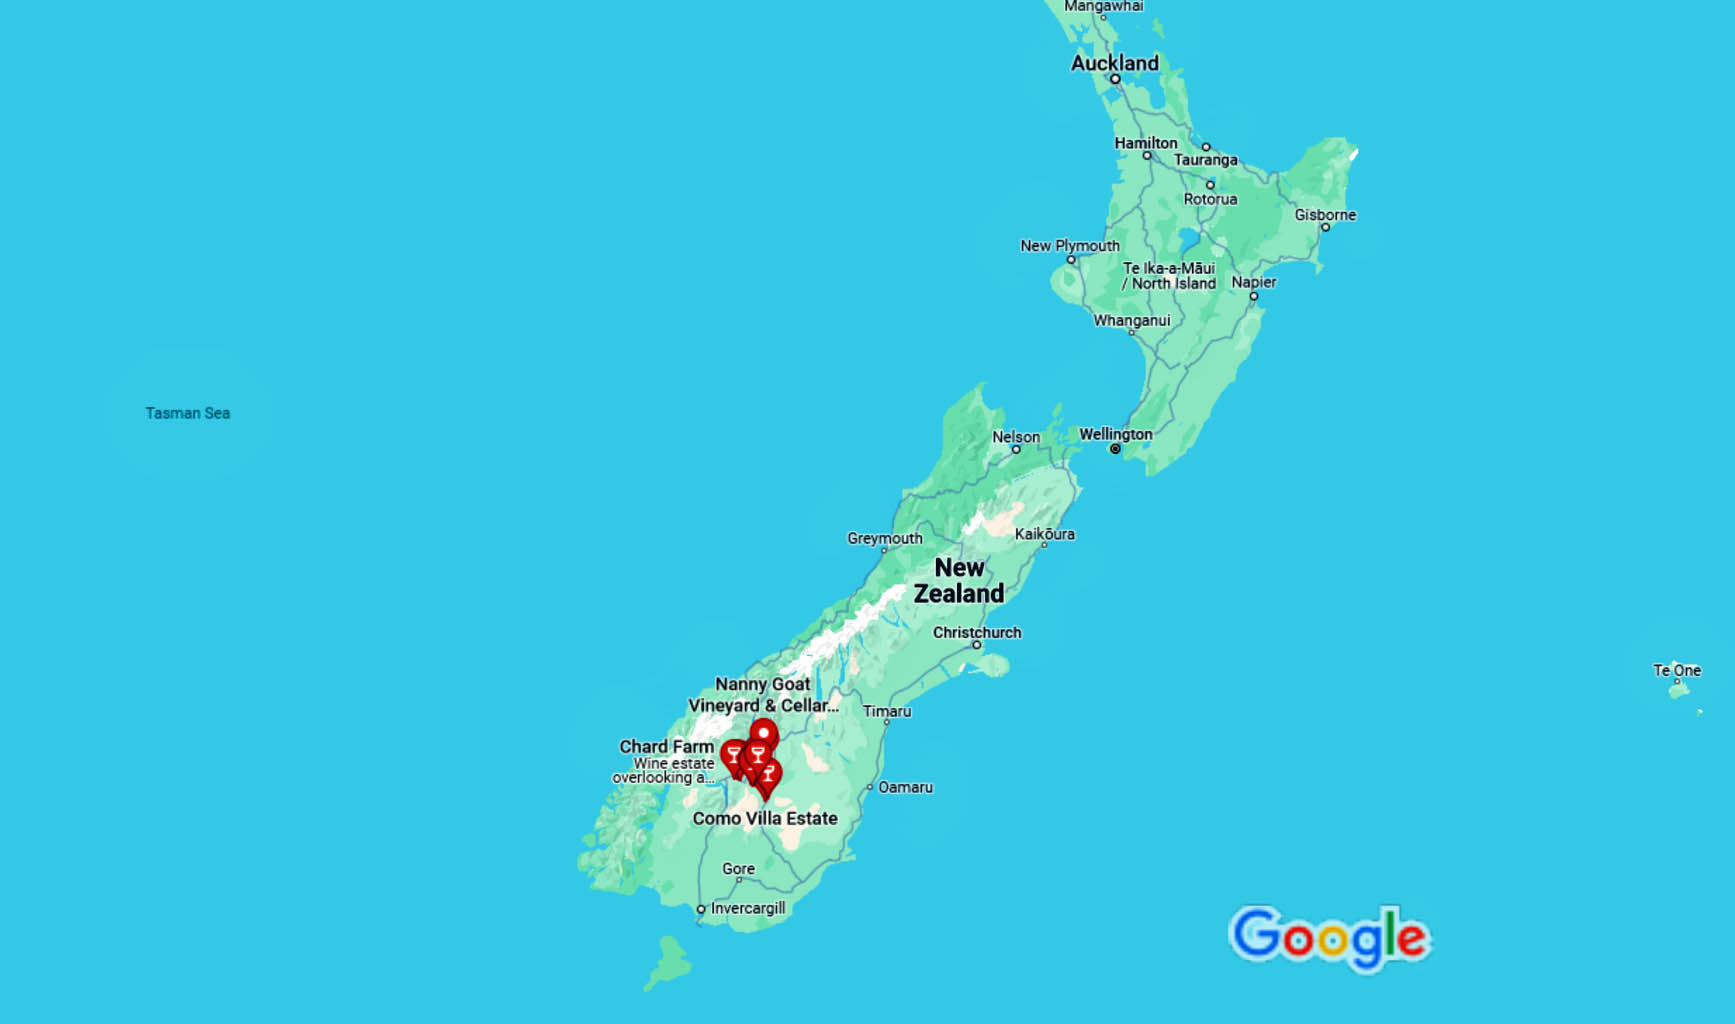 Mangawhai
Auckland
Hamilton
Tauranga
Rotorua
Gisborne
New Plymouth
Te Ika-a-Māui
/ North Island
Napier
Whanganui
Tasman Sea
Nelson
Wellington
Greymouth
Kaikōura
New
Zealand
Christchurch
Te One
Nanny Goat
Vineyard & Cellar...
Timaru
Chard Farm
Wine estate
overlooking a...
Oamaru
Como Villa Estate
Gore
Invercargill
Google